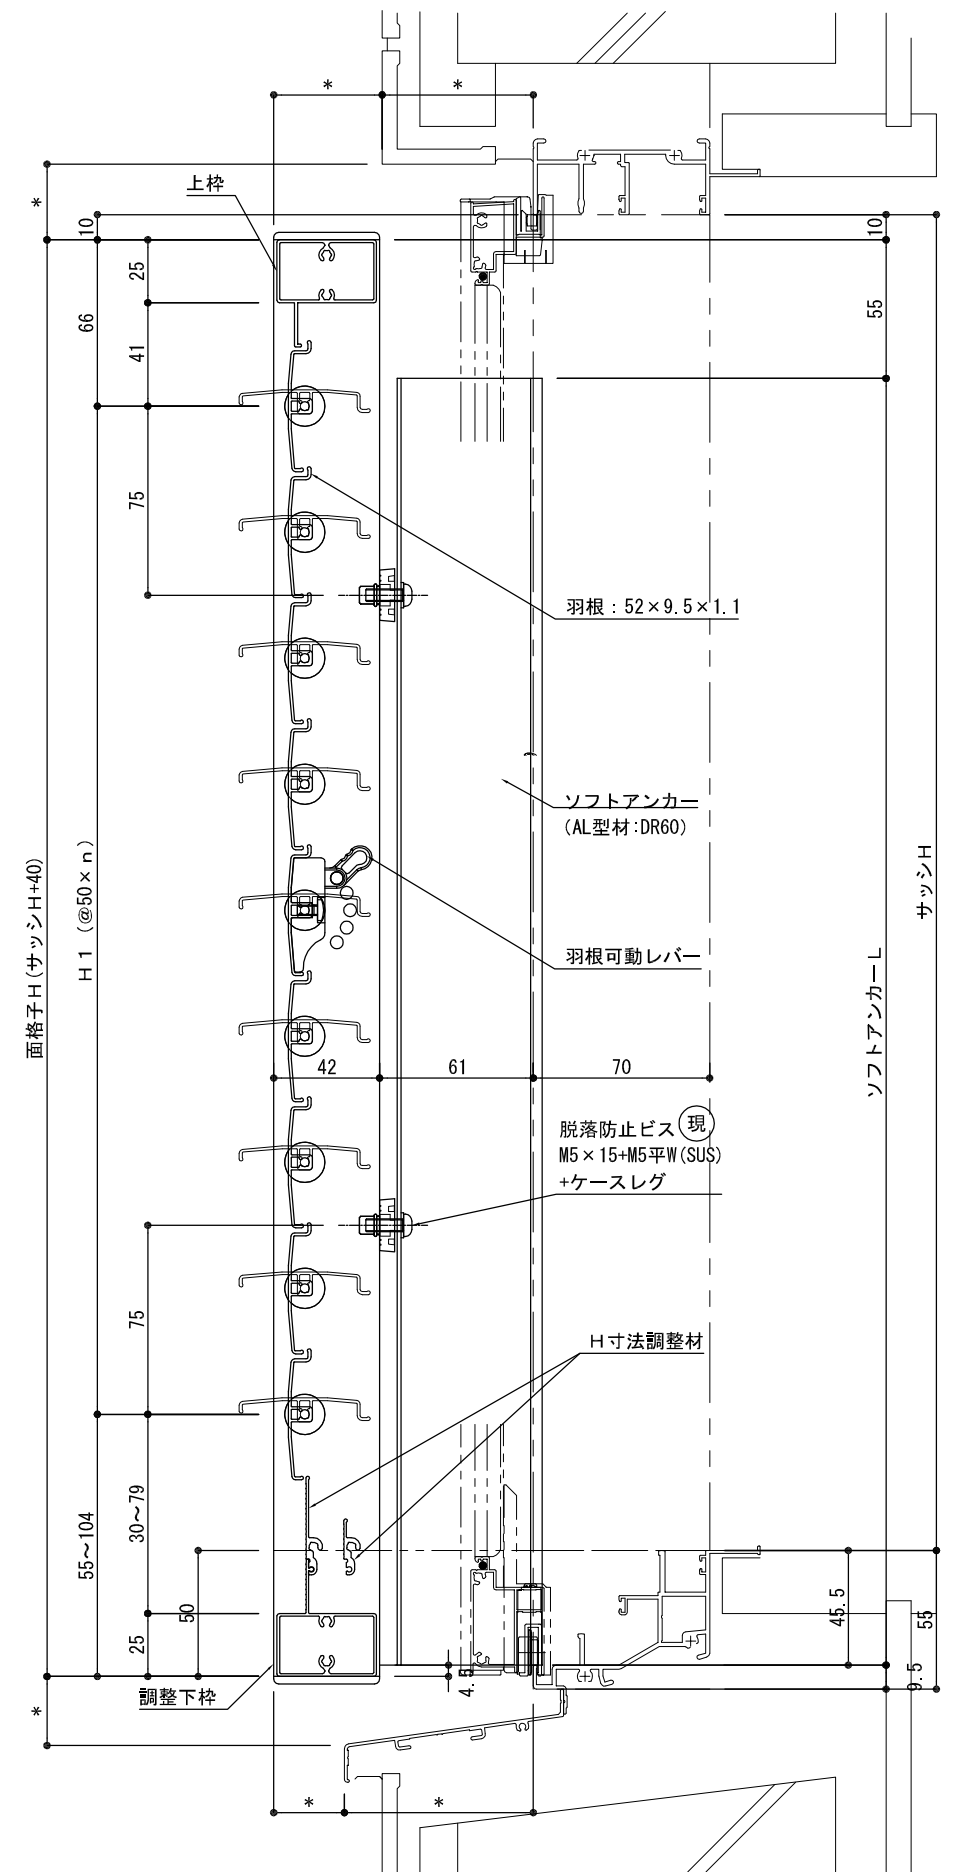 *
*
上枠
*
10
10
25
66
55
41
75
羽根：52×9.5×1.1
ソフトアンカー
(AL型材:DR60)
面格子H(サッシH+40)
H1 (@50×n)
サッシH
羽根可動レバー
ソフトアンカーL
42
61
70
脱落防止ビス 現
M5×15+M5平W(SUS)
+ケースレグ
75
H寸法調整材
30～79
55～104
50
45.5
55
25
4.5
9.5
調整下枠
*
*
*